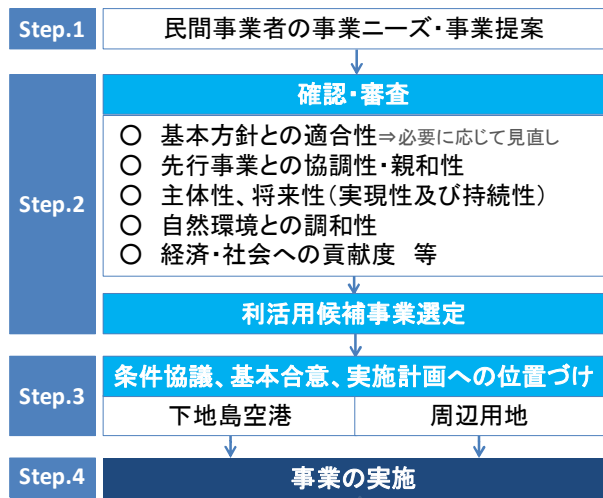 Step.1
民間事業者の事業ニーズ・事業提案
Step.2
確認・審査
○ 基本方針との適合性⇒必要に応じて見直し
○ 先行事業との協調性・親和性
○ 主体性、将来性(実現性及び持続性)
○ 自然環境との調和性
○ 経済・社会への貢献度 等
利活用候補事業選定
Step.3
条件協議、基本合意、実施計画への位置づけ
下地島空港
周辺用地
Step.4
事業の実施